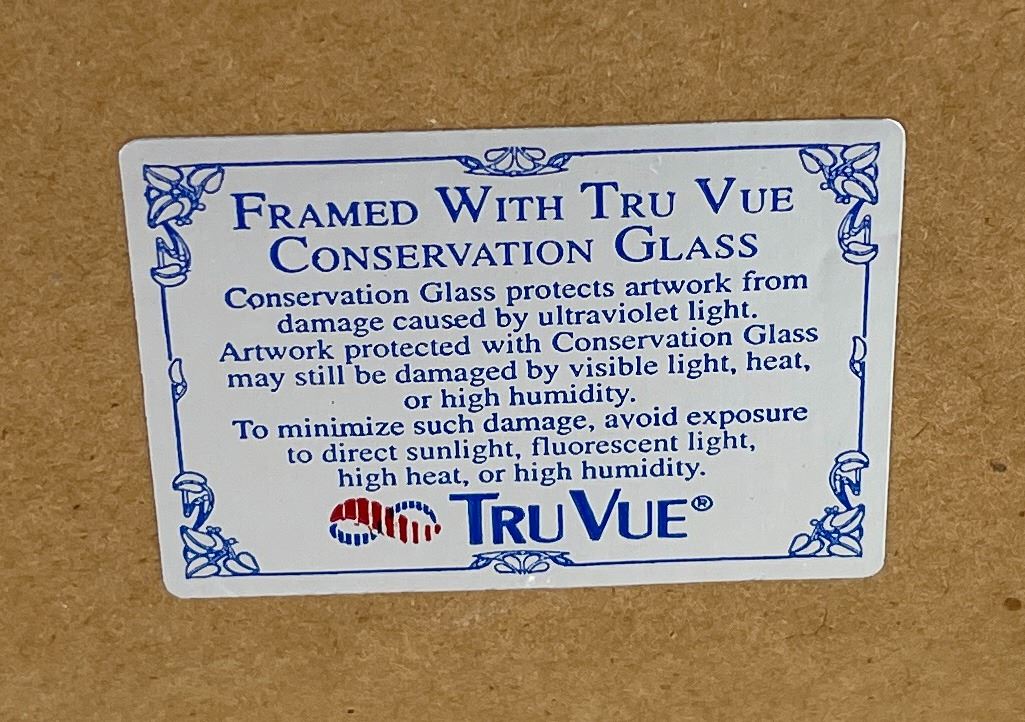 FRAMED WITH TRU VUE
CONSERVATION GLASS
Conservation Glass protects artwork from
damage caused by ultraviolet light.
Artwork protected with Conservation Glass
may still be damaged by visible light, heat,
or high humidity.
To minimize such damage, avoid exposure
to direct sunlight, fluorescent light,
high heat, or high humidity.
TRU VUE®